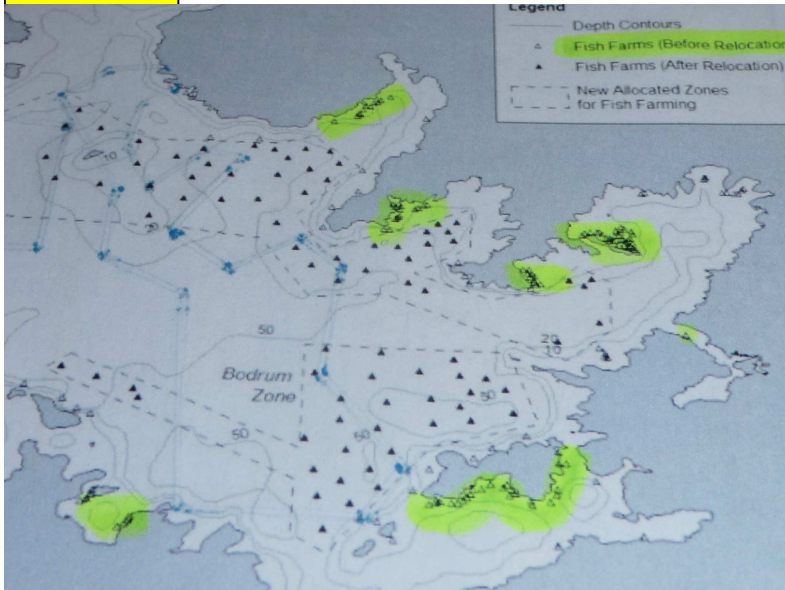 Legend
Depth Contours
Fish Farms (Before Relocation
Fish Farms (After Relocation)
New Allocated Zones
for Fish Farming
10
50
20
10
Bodrum
Zone
50
50
50